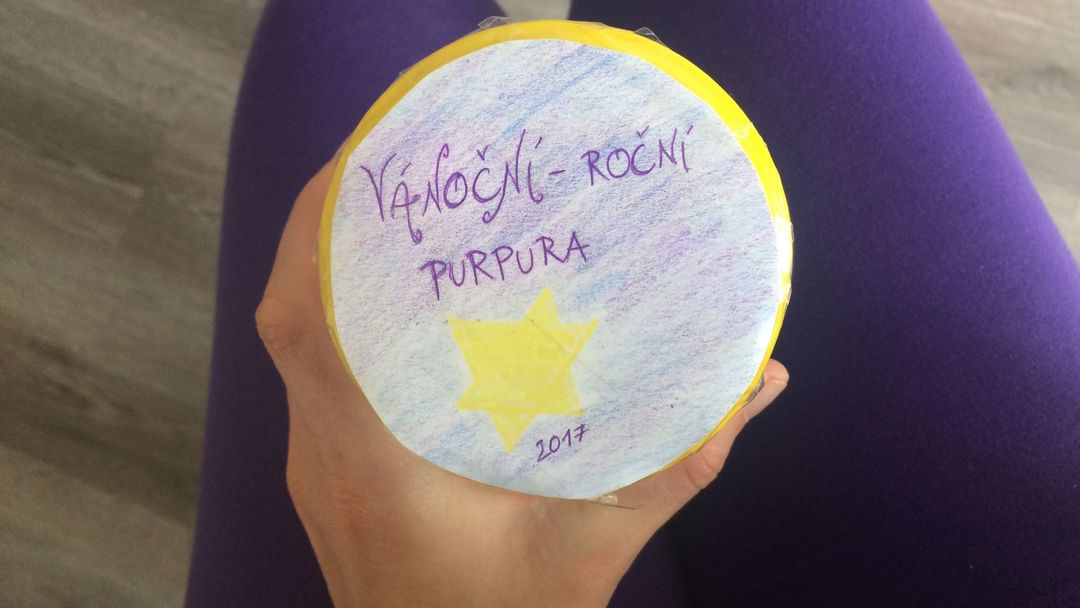 VÁNOČNÍ - ROČNÍ
PURPURA
2017